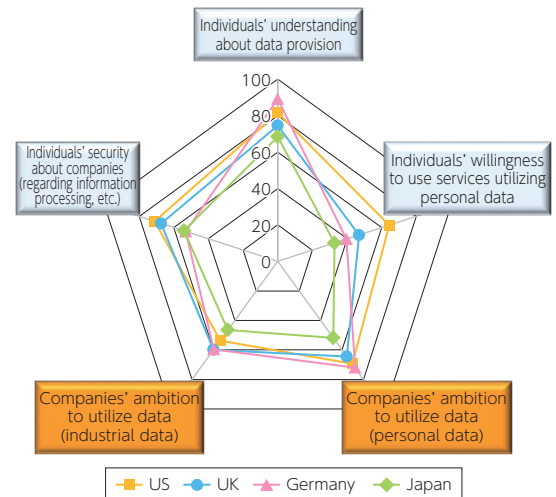 Individuals’ understanding
about data provision
100
80
60
40
20
0
Individuals’ security
about companies
(regarding information
processing, etc.)
Individuals’ willingness
to use services utilizing
personal data
Companies’ ambition
to utilize data
(industrial data)
Companies’ ambition
to utilize data
(personal data)
US UK Germany Japan